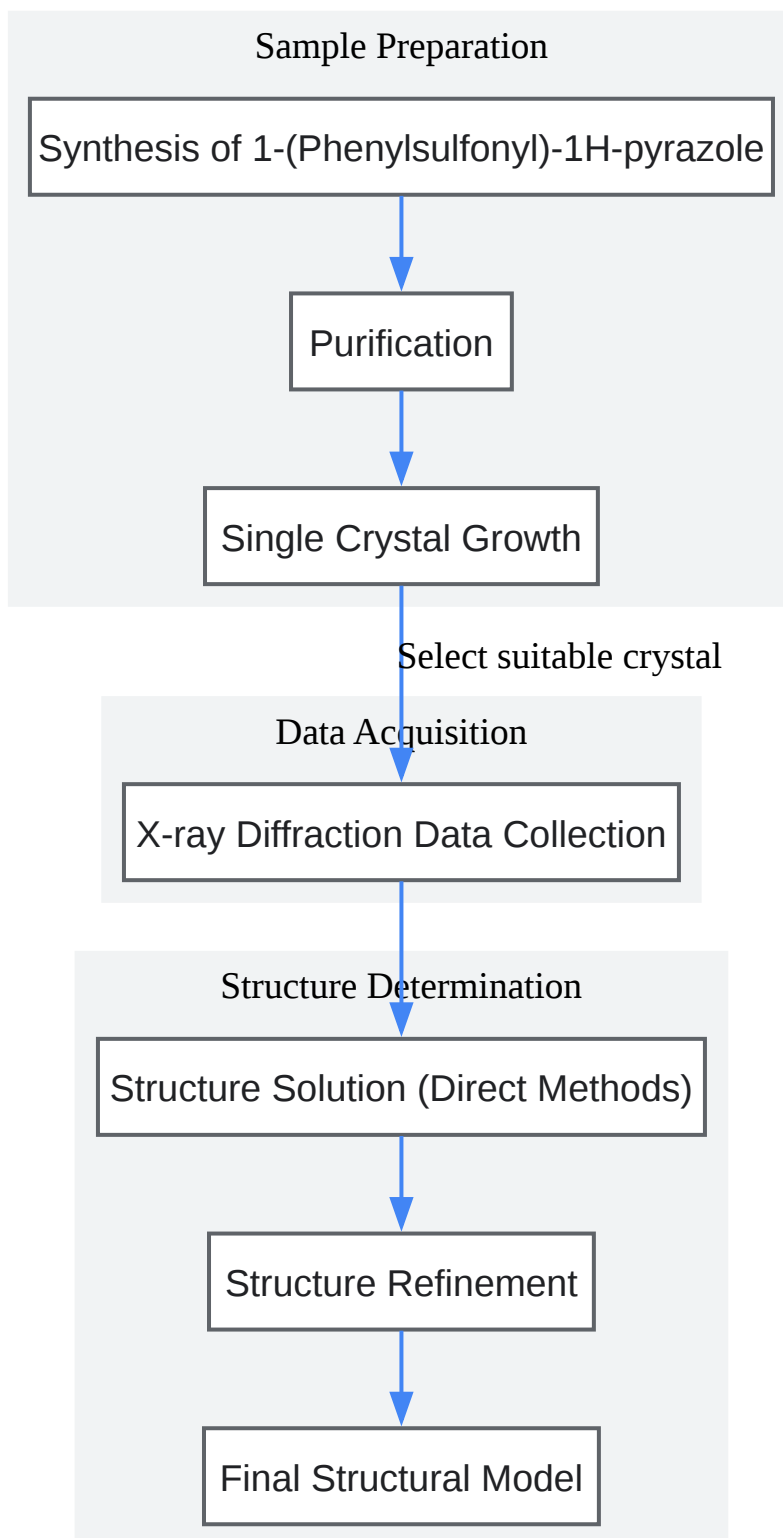 Sample Preparation
Synthesis of 1-(Phenylsulfonyl)-1H-pyrazole
Purification
Single Crystal Growth
Select suitable crystal
Data Acquisition
X-ray Diffraction Data Collection
Structure Determination
Structure Solution (Direct Methods)
Structure Refinement
Final Structural Model